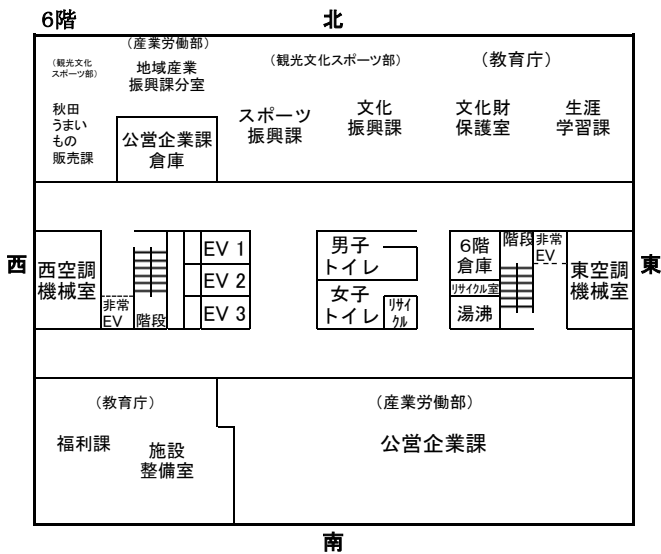 6階
北
(観光文化
スポーツ部)
秋田
うまい
もの
販売課
(産業労働部)
地域産業
振興課分室
公営企業課
倉庫
(観光文化スポーツ部)
スポーツ
振興課
文化
振興課
(教育庁)
文化財
保護室
生涯
学習課
西
西空調
機械室
非常
EV
階段
EV 1
EV 2
EV 3
男子
トイレ
女子
トイレ
リサイ
クル
6階
倉庫
リサイクル室
湯沸
階段
非常
EV
東空調
機械室
東
(教育庁)
福利課
施設
整備室
(産業労働部)
公営企業課
南